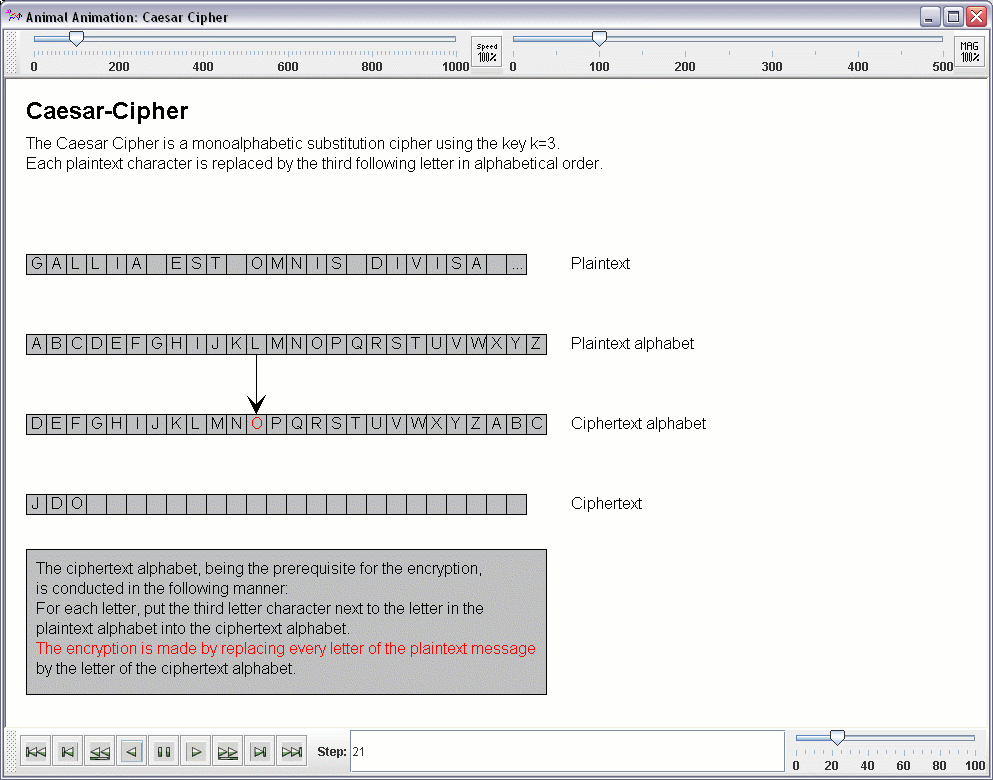 Animal Animation: Caesar Cipher
0 200 400 600 800 1000
Speed
100%
0 100 200 300 400 500
MAG
100%
Caesar-Cipher
The Caesar Cipher is a monoalphabetic substitution cipher using the key k=3.
Each plaintext character is replaced by the third following letter in alphabetical order.
G A L L I A E S T O M N I S D I V I S A ... Plaintext
A B C D E F G H I J K L M N O P Q R S T U V W X Y Z Plaintext alphabet
D E F G H I J K L M N O P Q R S T U V W X Y Z A B C Ciphertext alphabet
J D O Ciphertext
The ciphertext alphabet, being the prerequisite for the encryption,
is conducted in the following manner:
For each letter, put the third letter character next to the letter in the
plaintext alphabet into the ciphertext alphabet.
The encryption is made by replacing every letter of the plaintext message
by the letter of the ciphertext alphabet.
Step: 21
0 20 40 60 80 100